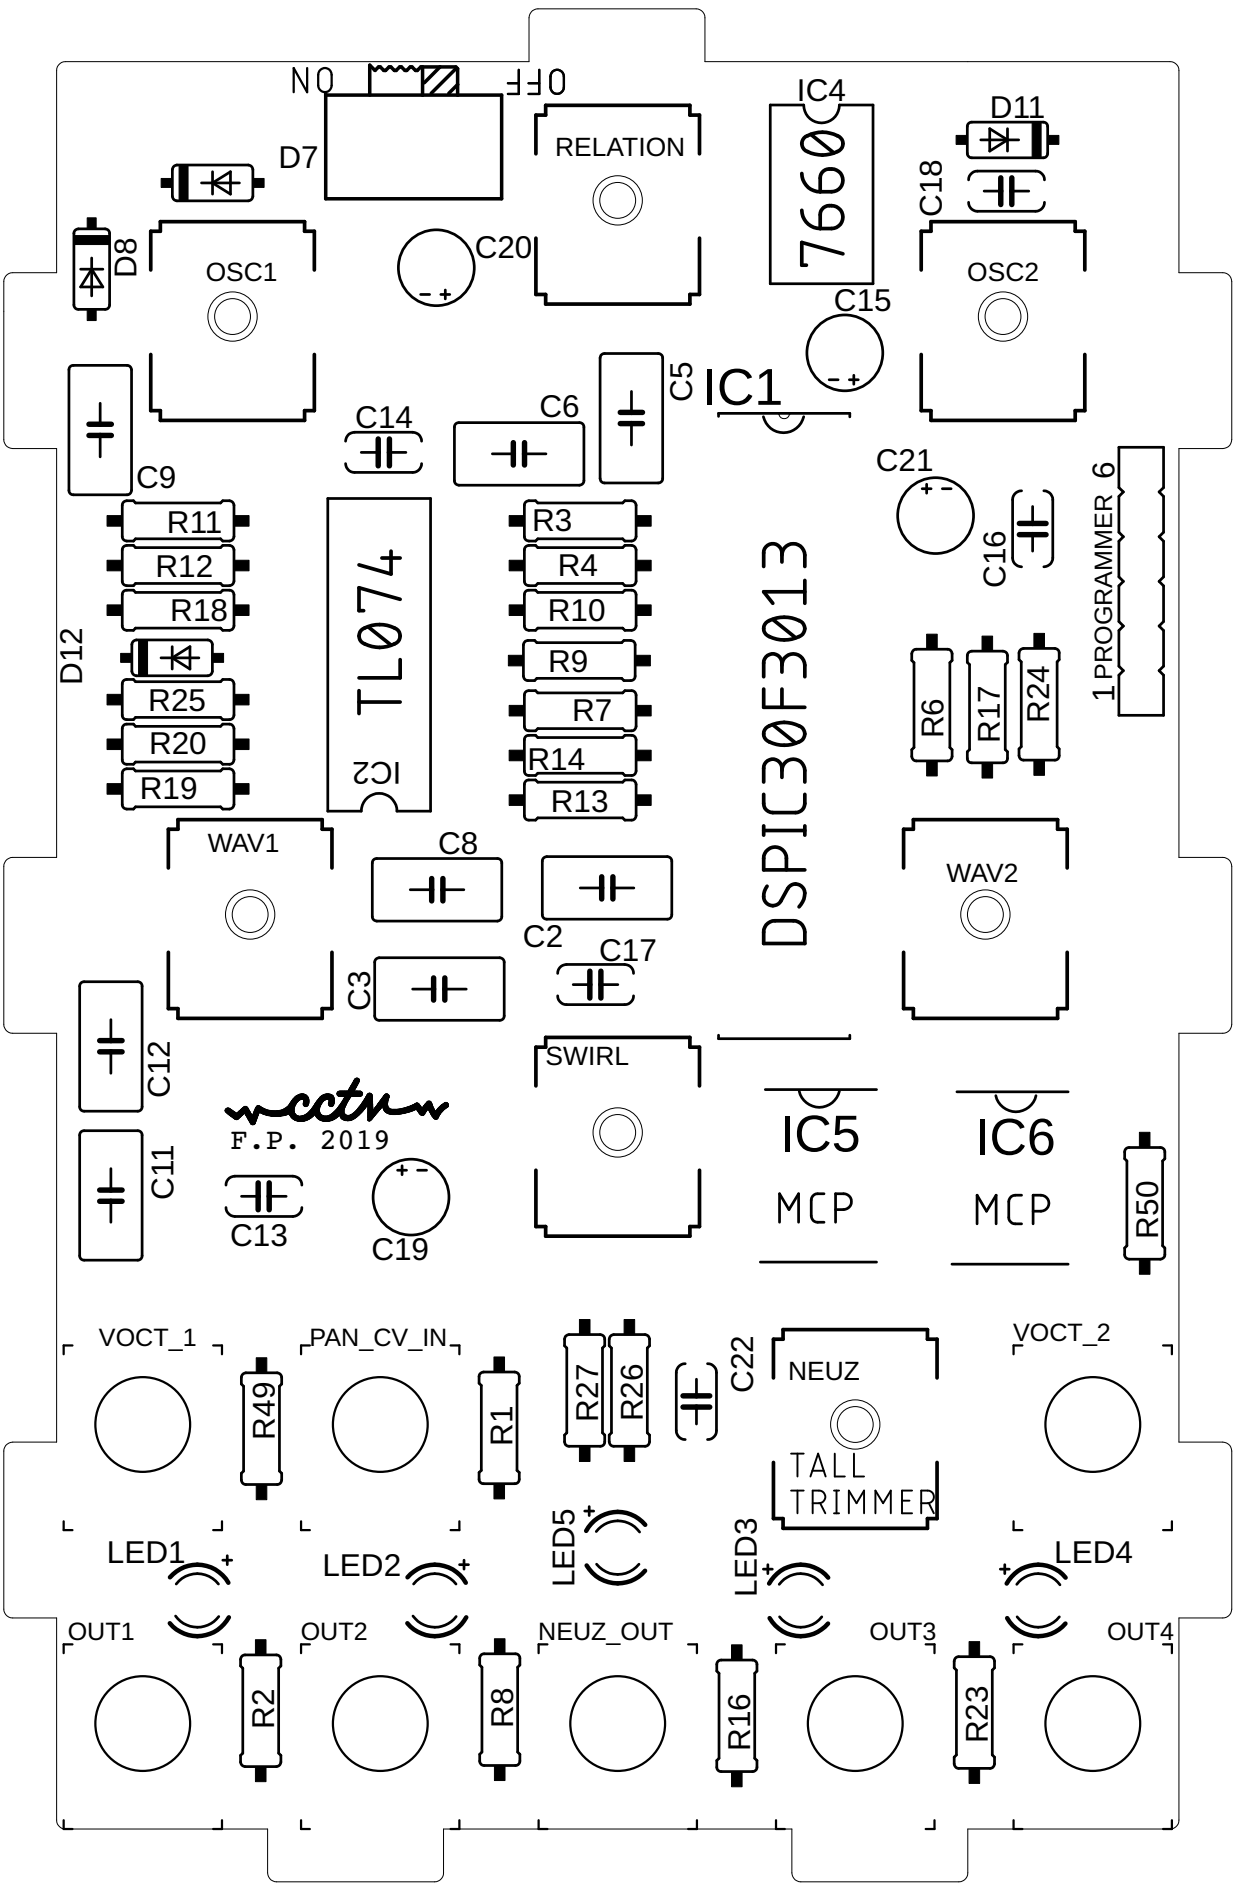 ON
OFF
IC4
D11
D7
RELATION
7660
C18
D8
OSC1
C20
OSC2
C15
C5
IC1
C6
C14
C9
C21
6
R11
R3
C16
PROGRAMMER
R12
R4
R18
R10
DSPIC30F3013
TL074
D12
R9
1
R25
R7
R6
R17
R24
R20
R14
IC2
R19
R13
WAV1
C8
WAV2
C2
C17
C3
SWIRL
C12
cctv
F.P. 2019
IC5
IC6
C11
MCP
MCP
R50
C13
C19
VOCT_1
PAN_CV_IN
VOCT_2
C22
NEUZ
R49
R1
R27
R26
TALL
TRIMMER
LED1
LED2
LED5
LED3
LED4
OUT1
OUT2
NEUZ_OUT
OUT3
OUT4
R2
R8
R16
R23